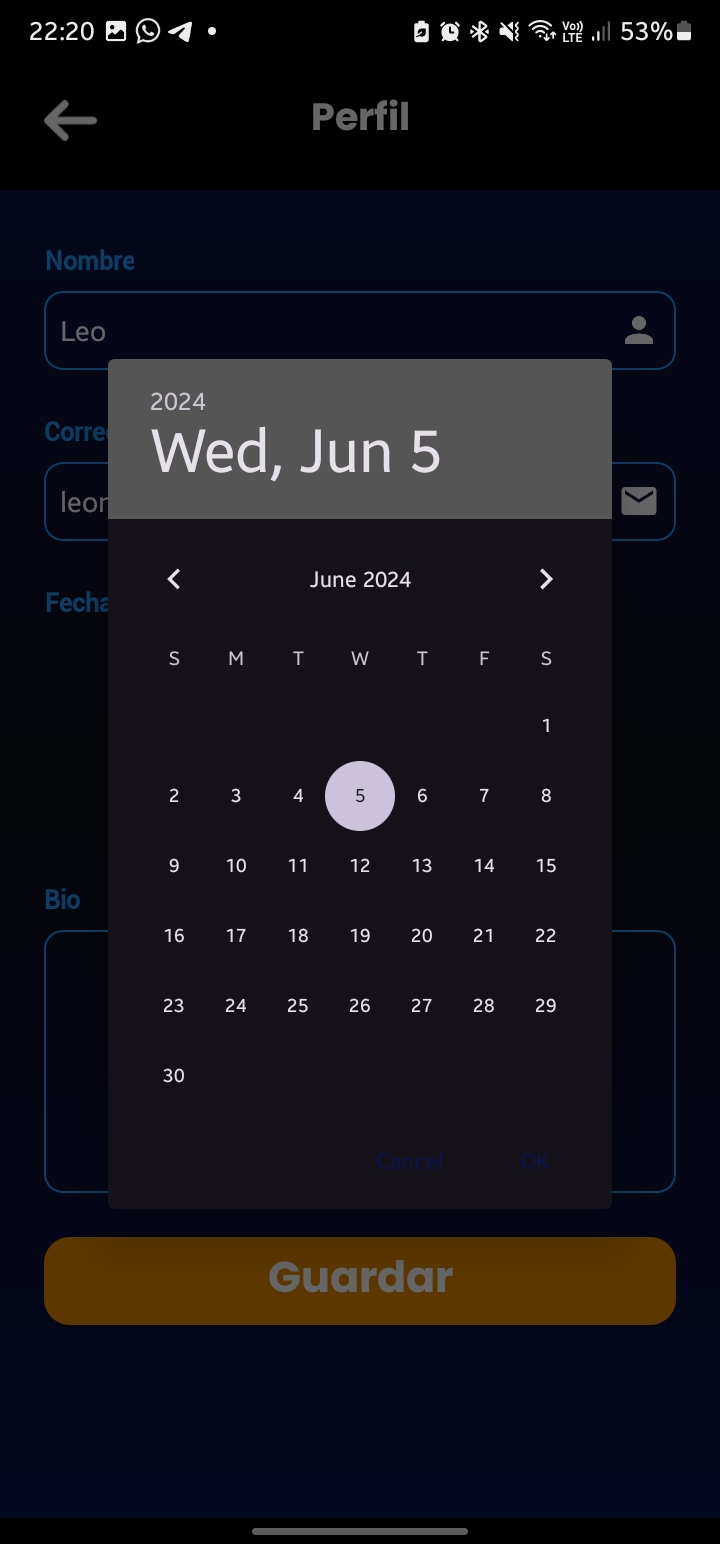 22:20 Vo)) LTE 53%
Perfil
Nombre
Leo
2024
Wed, Jun 5
June 2024
S M T W T F S
1
2 3 4 5 6 7 8
9 10 11 12 13 14 15
16 17 18 19 20 21 22
23 24 25 26 27 28 29
30
Fecha
Bio
Cancel OK
Guardar